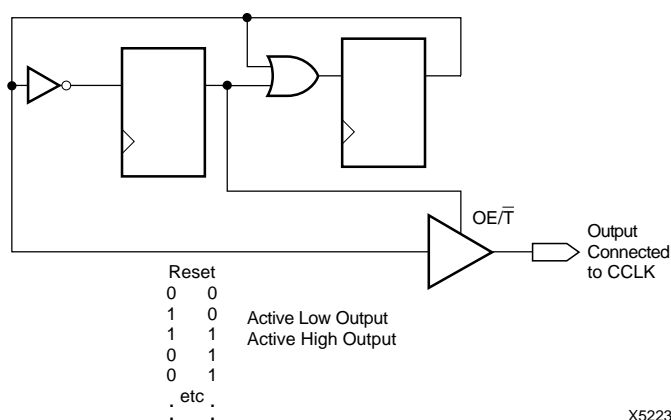 OE/T̅
Output
Connected
to CCLK
Reset
0 0
1 0
1 1
0 1
0 1
Active Low Output
Active High Output
. etc .
. .
X5223